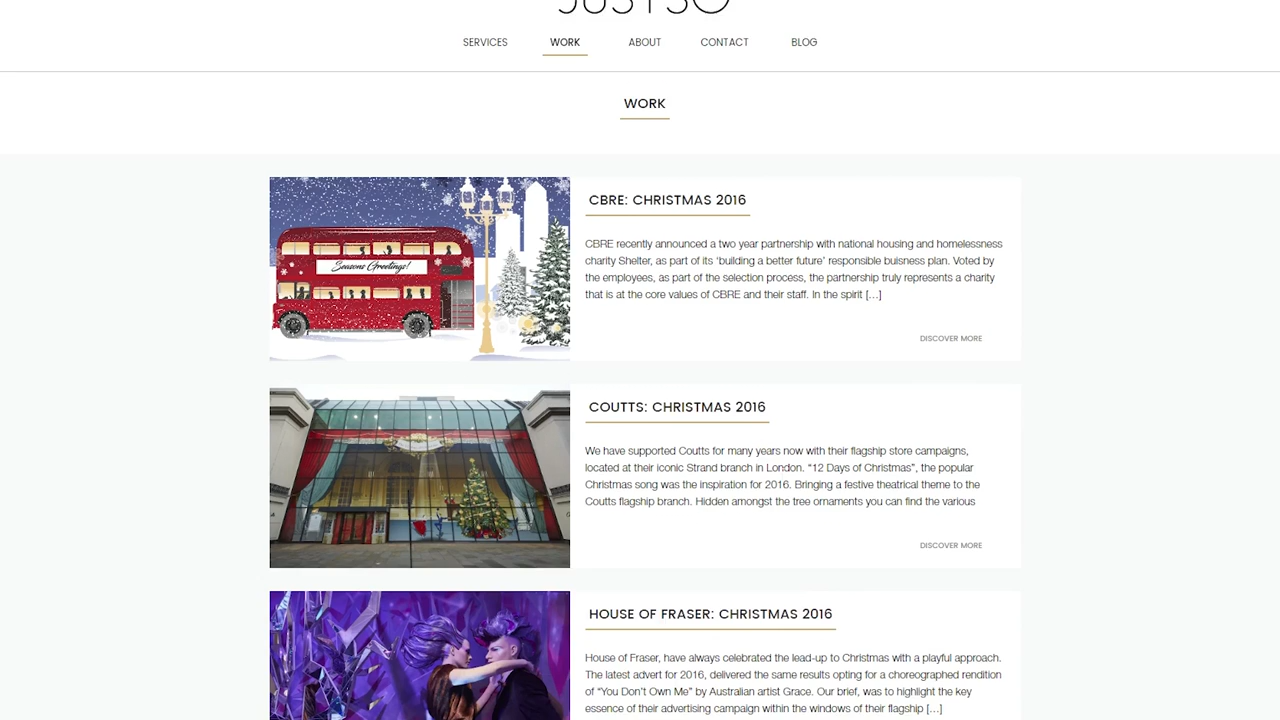 JUSTSO
SERVICES WORK ABOUT CONTACT BLOG
WORK
Seasons Greetings!
CBRE: CHRISTMAS 2016
CBRE recently announced a two year partnership with national housing and homelessness
charity Shelter, as part of its ‘building a better future’ responsible buisness plan. Voted by
the employees, as part of the selection process, the partnership truly represents a charity
that is at the core values of CBRE and their staff. In the spirit […]
DISCOVER MORE
COUTTS: CHRISTMAS 2016
We have supported Coutts for many years now with their flagship store campaigns,
located at their iconic Strand branch in London. “12 Days of Christmas”, the popular
Christmas song was the inspiration for 2016. Bringing a festive theatrical theme to the
Coutts flagship branch. Hidden amongst the tree ornaments you can find the various
DISCOVER MORE
HOUSE OF FRASER: CHRISTMAS 2016
House of Fraser, have always celebrated the lead-up to Christmas with a playful approach.
The latest advert for 2016, delivered the same results opting for a choreographed rendition
of “You Don’t Own Me” by Australian artist Grace. Our brief, was to highlight the key
essence of their advertising campaign within the windows of their flagship […]